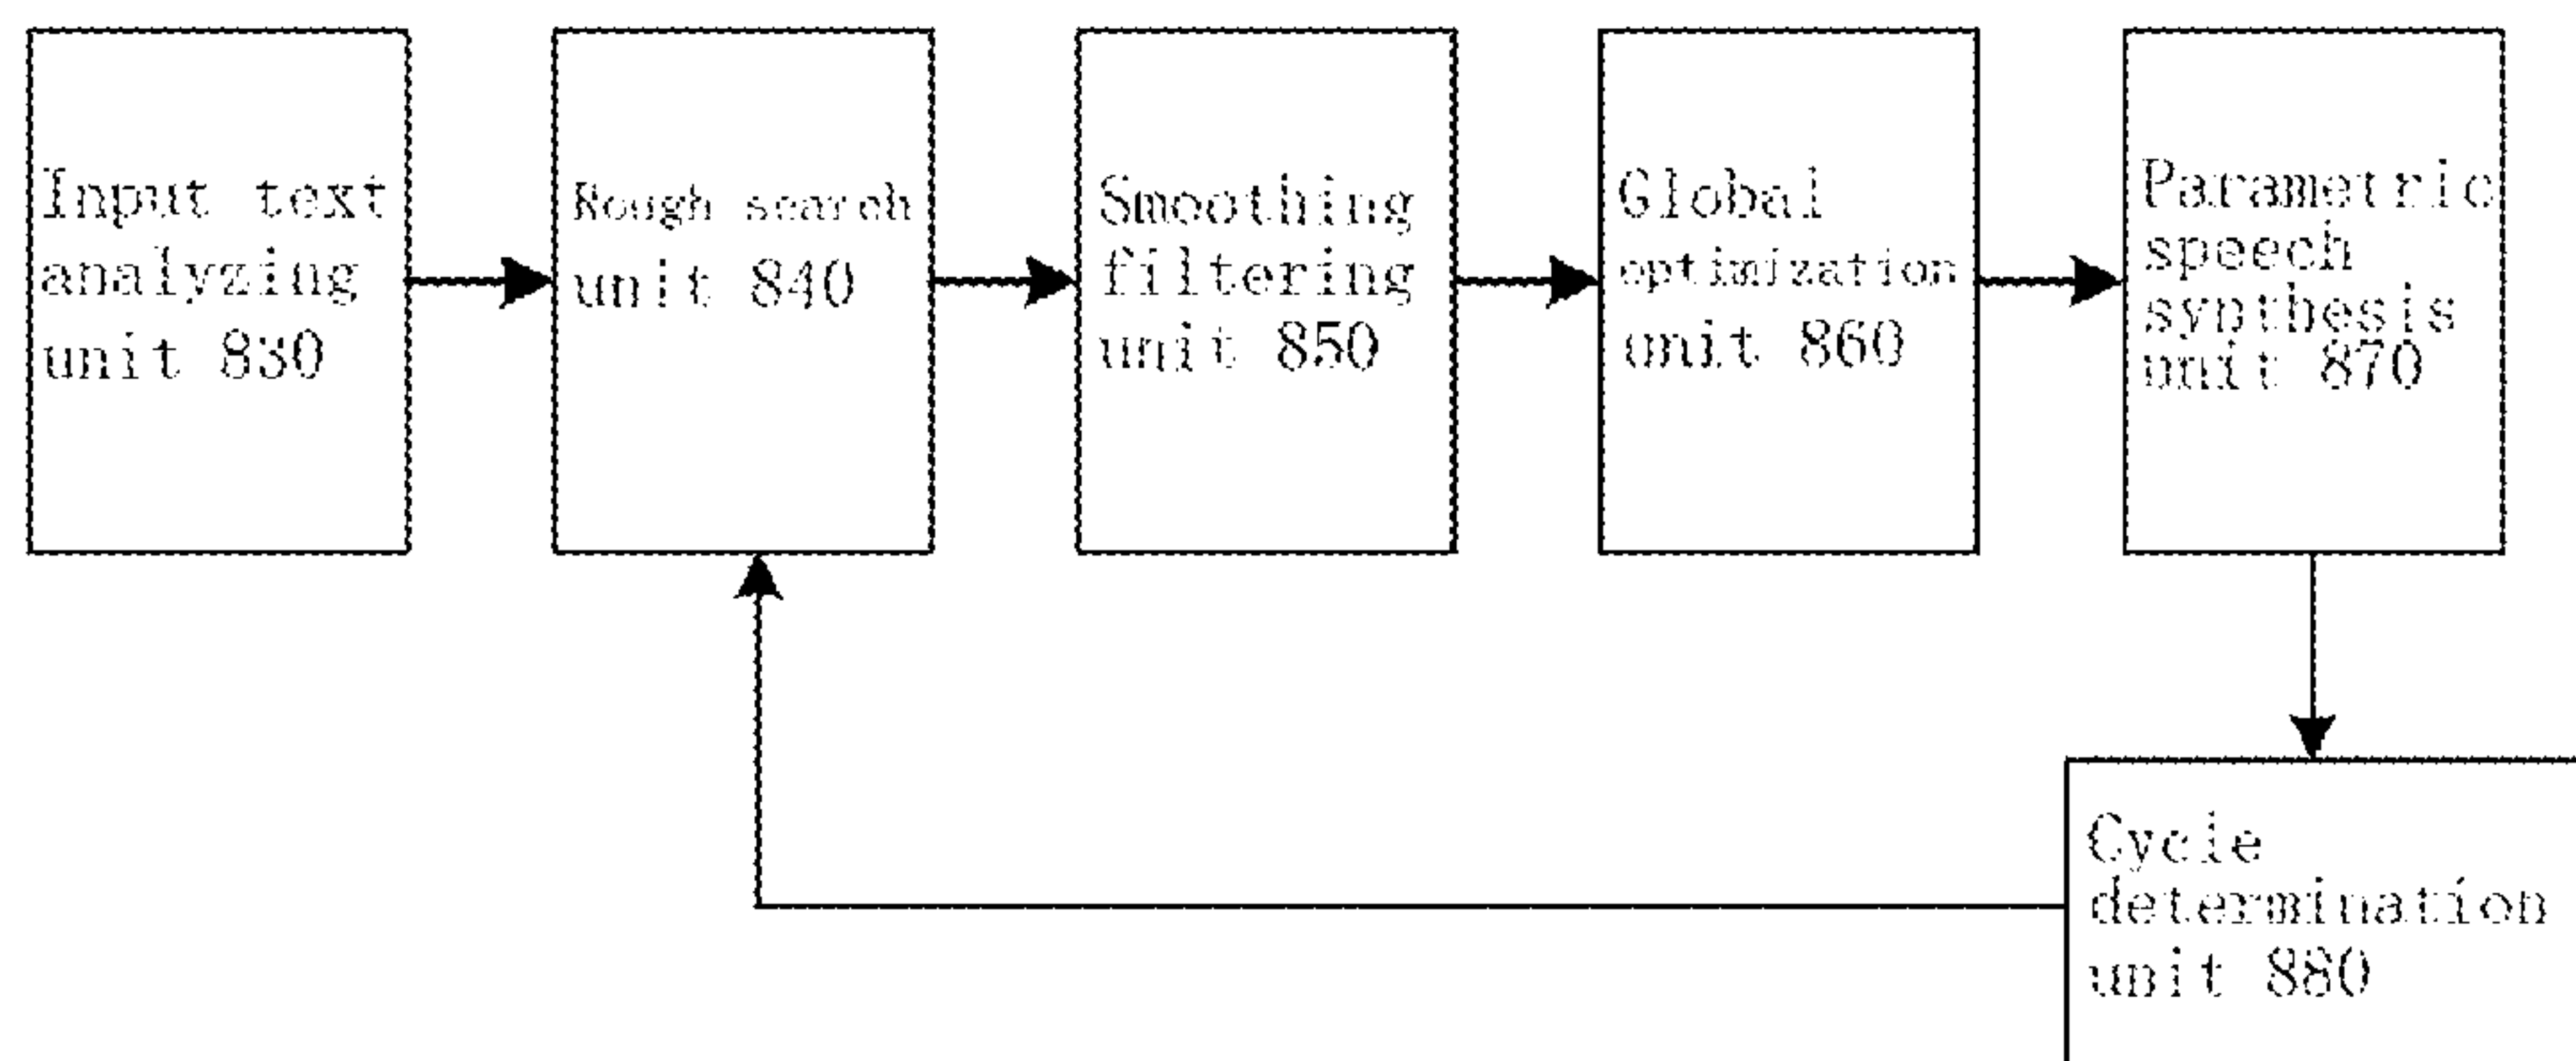 Input text
analyzing
unit 830
Rough search
unit 840
Smoothing
filtering
unit 850
Global
optimization
unit 860
Parametric
speech
synthesis
unit 870
Cycle
determination
unit 880